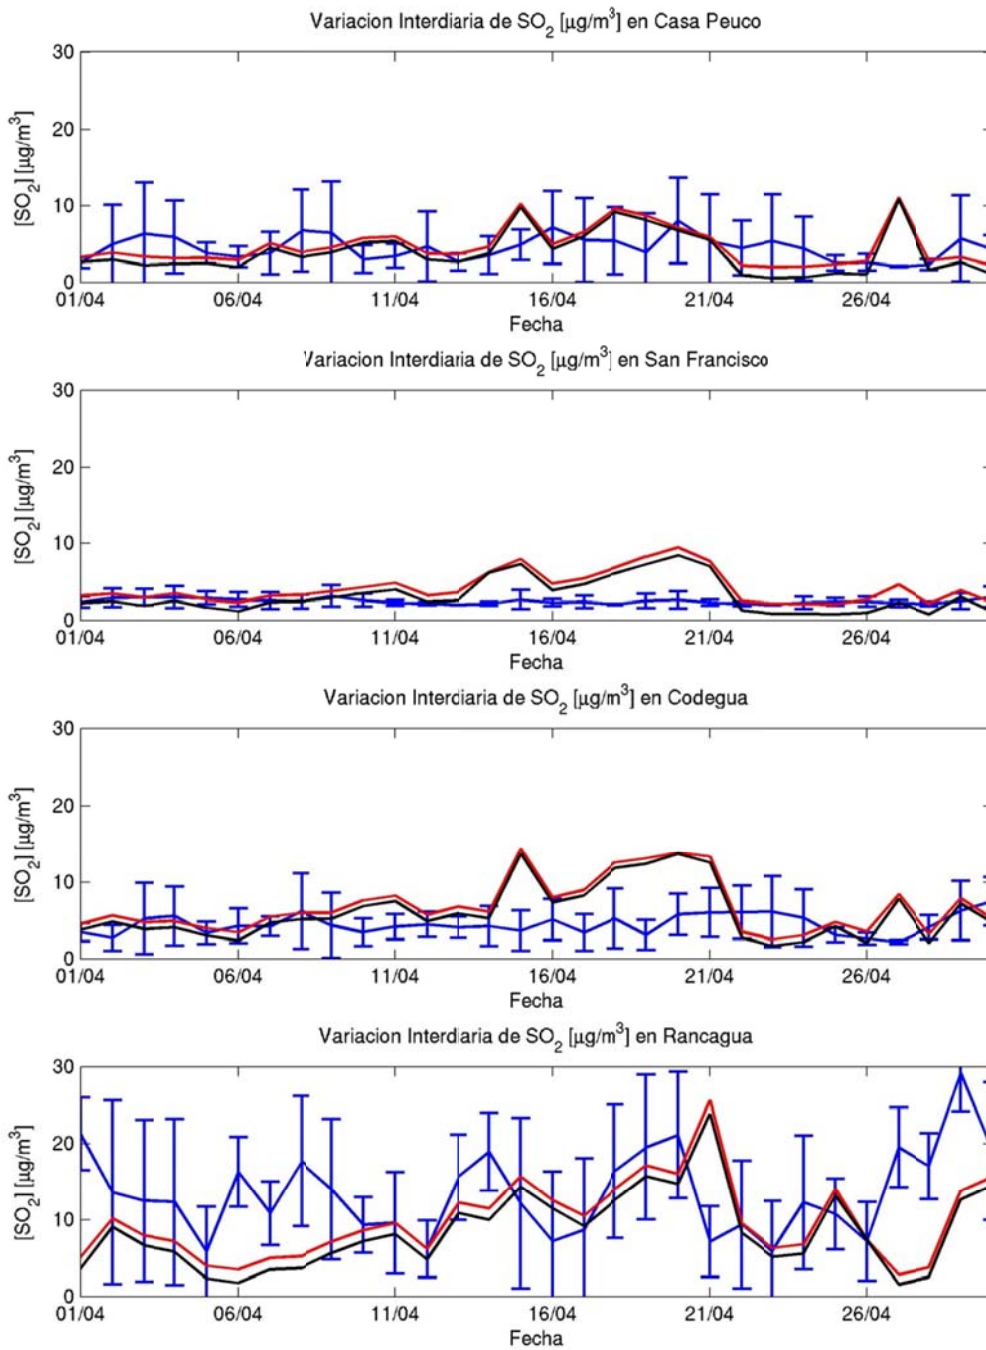 Variacion Interdiaria de SO2 [µg/m3] en Casa Peuco
30
20
10
0
[SO2] [µg/m3]
01/04 06/04 11/04 16/04 21/04 26/04
Fecha
Variacion Interdiaria de SO2 [µg/m3] en San Francisco
30
20
10
0
[SO2] [µg/m3]
01/04 06/04 11/04 16/04 21/04 26/04
Fecha
Variacion Interdiaria de SO2 [µg/m3] en Codegua
30
20
10
0
[SO2] [µg/m3]
01/04 06/04 11/04 16/04 21/04 26/04
Fecha
Variacion Interdiaria de SO2 [µg/m3] en Rancagua
30
20
10
0
[SO2] [µg/m3]
01/04 06/04 11/04 16/04 21/04 26/04
Fecha